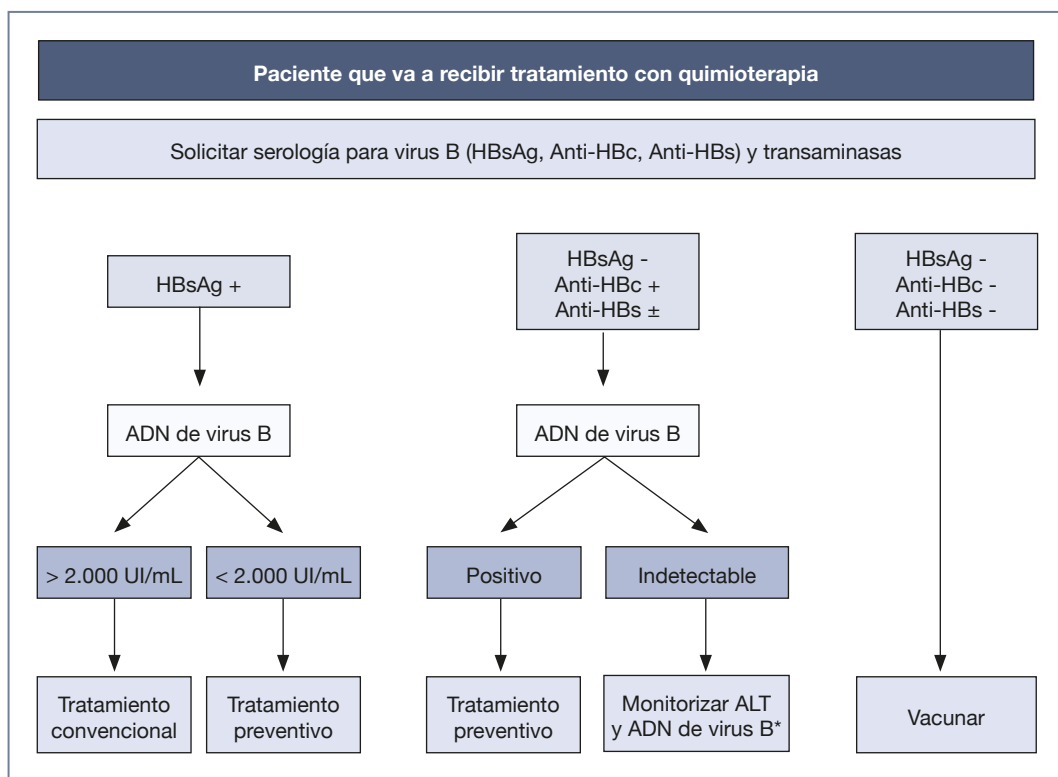 Paciente que va a recibir tratamiento con quimioterapia
Solicitar serología para virus B (HBsAg, Anti-HBc, Anti-HBs) y transaminasas
HBsAg +
HBsAg -
Anti-HBc +
Anti-HBs ±
HBsAg -
Anti-HBc -
Anti-HBs -
ADN de virus B
ADN de virus B
> 2.000 UI/mL
< 2.000 UI/mL
Positivo
Indetectable
Tratamiento
convencional
Tratamiento
preventivo
Tratamiento
preventivo
Monitorizar ALT
y ADN de virus B*
Vacunar